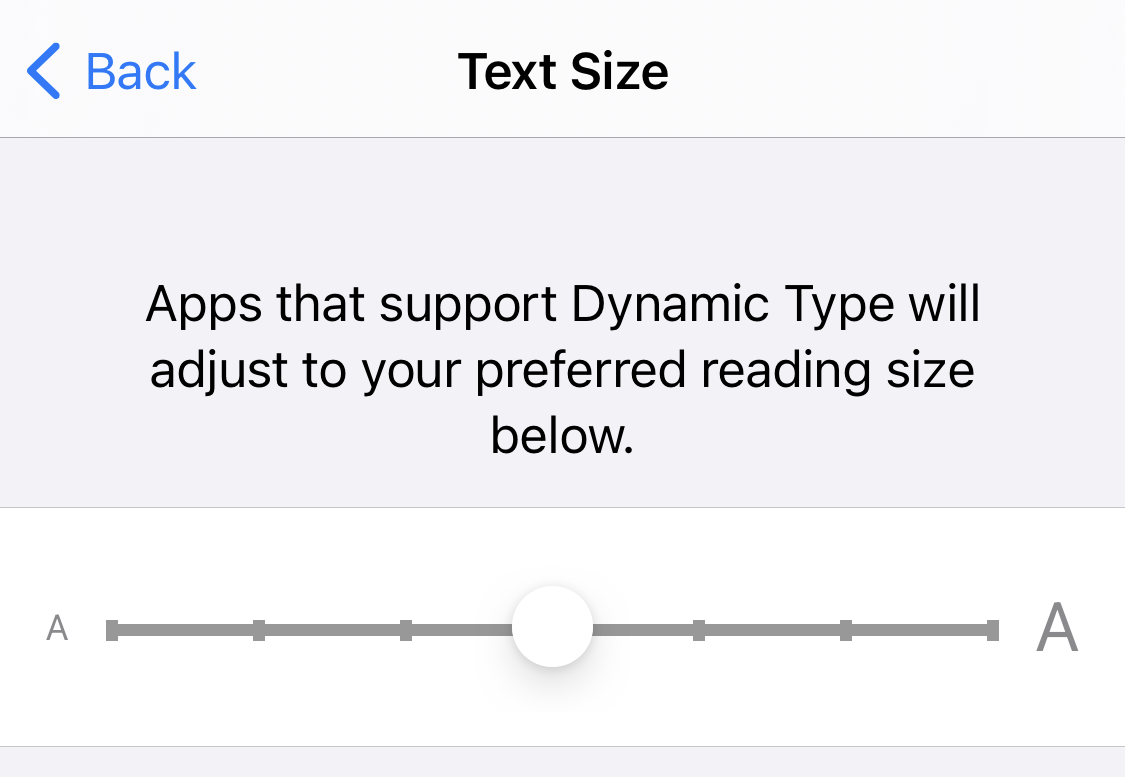 Back Text Size
Apps that support Dynamic Type will
adjust to your preferred reading size
below.
A A